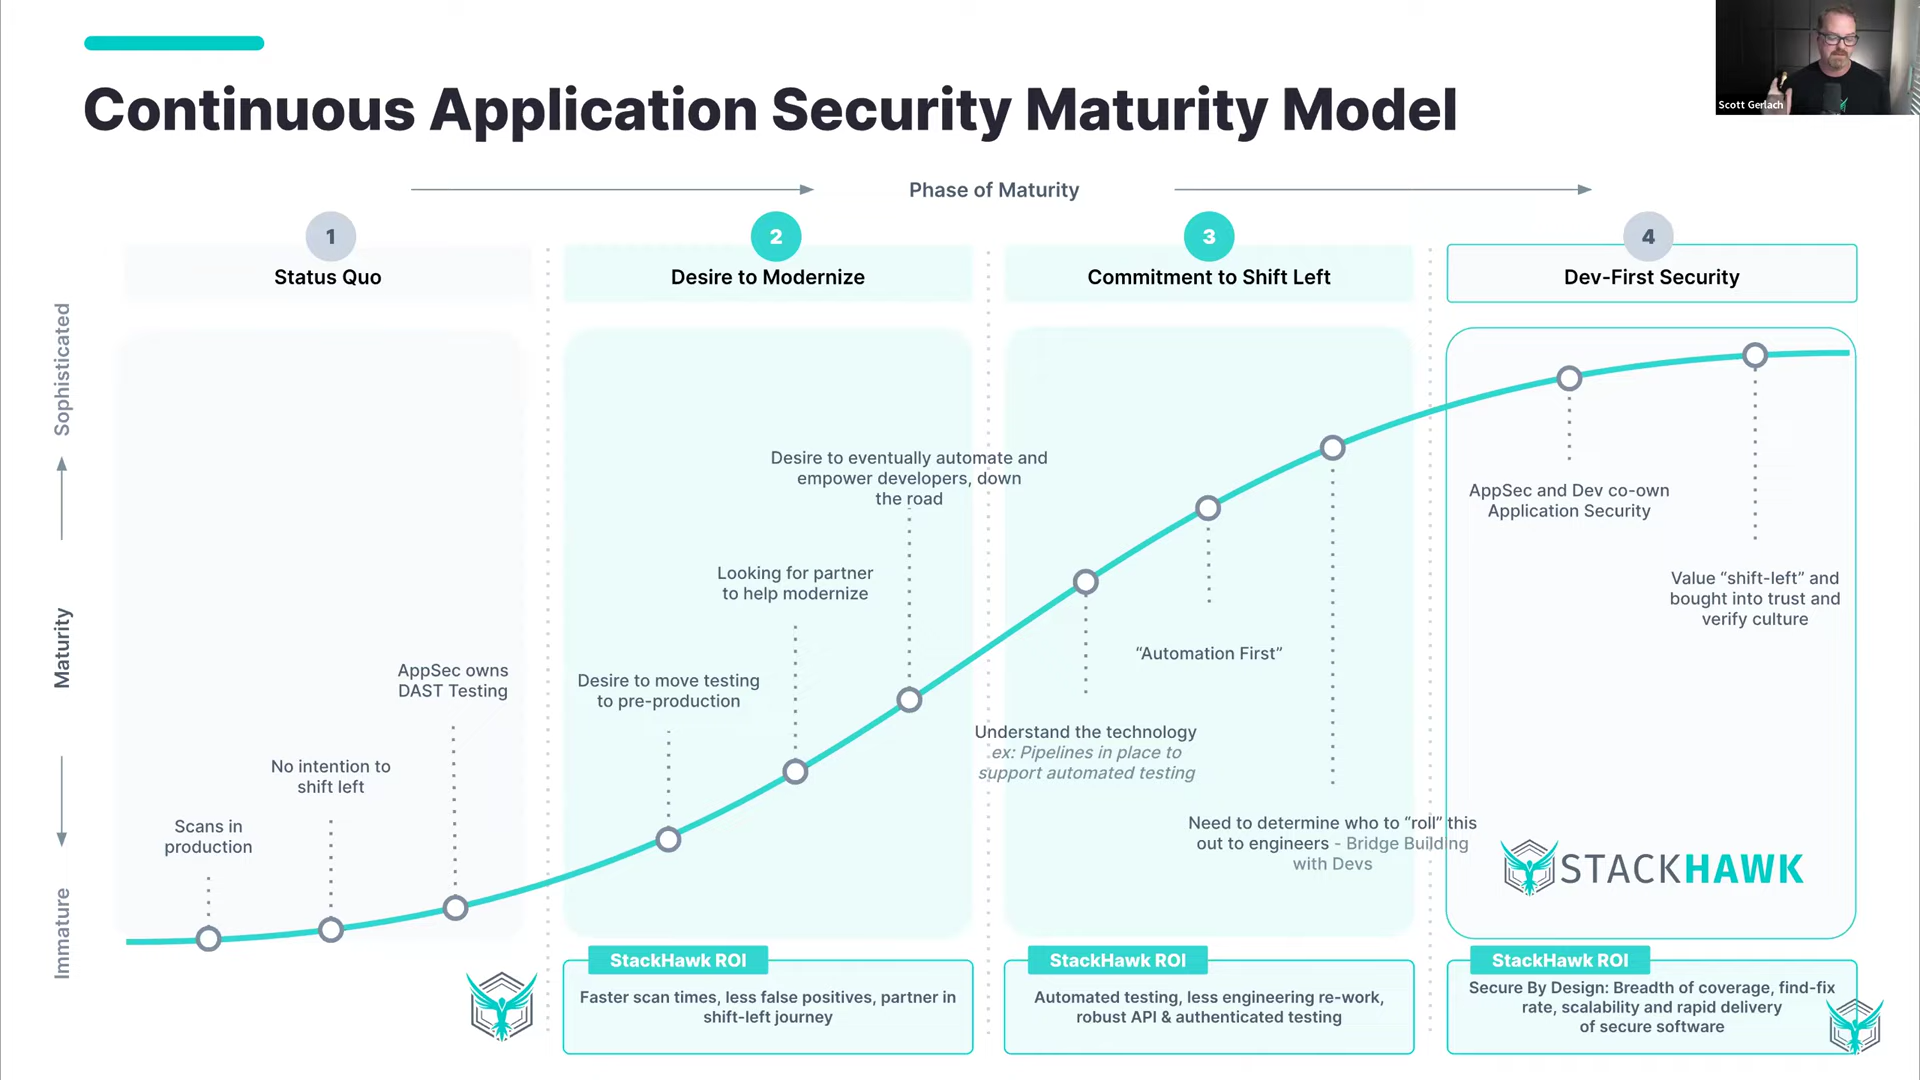 Continuous Application Security Maturity Model
Scott Gerlach
Phase of Maturity
1
Status Quo
2
Desire to Modernize
3
Commitment to Shift Left
4
Dev-First Security
Sophisticated
Maturity
Immature
Scans in
production
No intention to
shift left
AppSec owns
DAST Testing
Desire to move testing
to pre-production
Looking for partner
to help modernize
Desire to eventually automate and
empower developers, down
the road
Understand the technology
ex: Pipelines in place to
support automated testing
“Automation First”
Need to determine who to “roll” this
out to engineers - Bridge Building
with Devs
AppSec and Dev co-own
Application Security
Value “shift-left” and
bought into trust and
verify culture
STACKHAWK
StackHawk ROI
Faster scan times, less false positives, partner in
shift-left journey
StackHawk ROI
Automated testing, less engineering re-work,
robust API & authenticated testing
StackHawk ROI
Secure By Design: Breadth of coverage, find-fix
rate, scalability and rapid delivery
of secure software